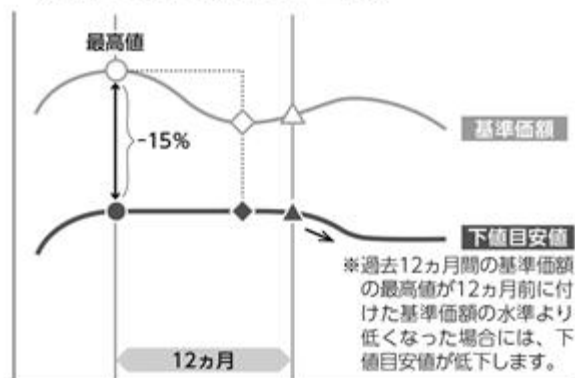 最高値
-15%
基準価額
下値目安値
※過去12ヵ月間の基準価額
の最高値が12ヵ月前に付
けた基準価額の水準より
低くなった場合には、下
値目安値が低下します。
12ヵ月